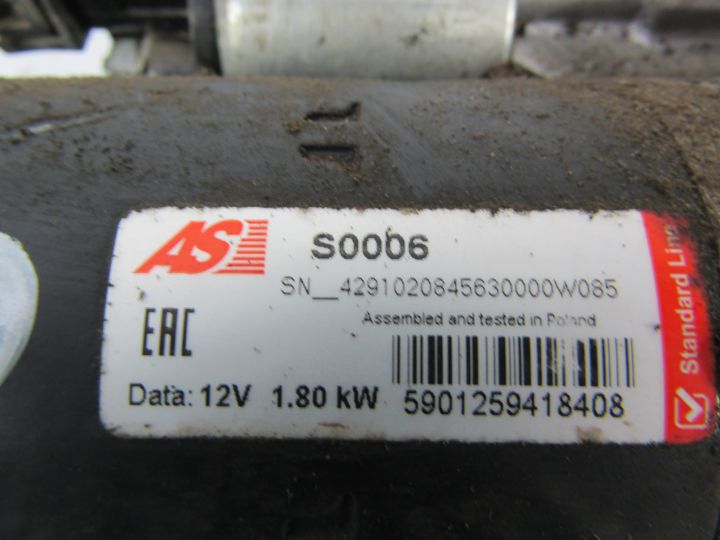 AS
S0006
SN__4291020845630000W085
Assembled and tested in Poland
EAC
Data: 12V 1.80 kW
5901259418408
Standard Line